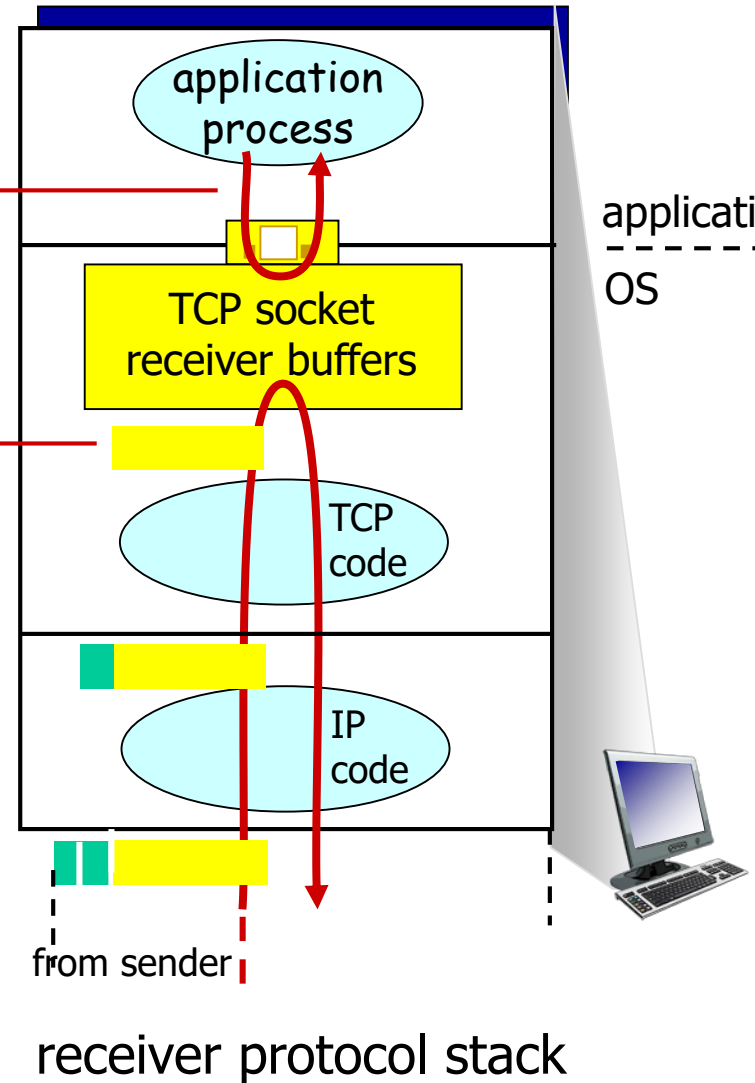 application
process
applicati
OS
TCP socket
receiver buffers
TCP
code
IP
code
from sender
receiver protocol stack